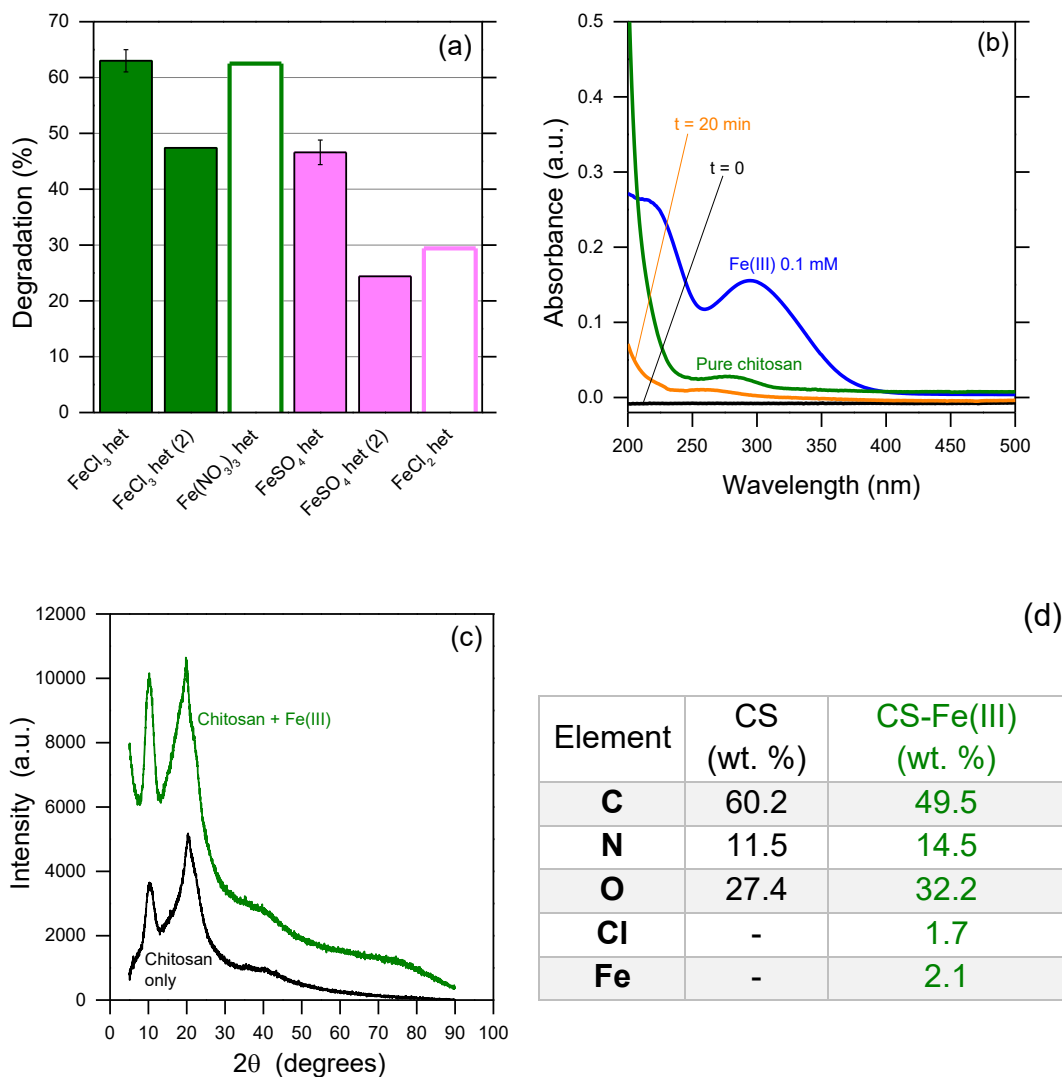 (a)
Degradation (%)
70
60
50
40
30
20
10
0
FeCl3 het
FeCl3 het (2)
Fe(NO3)3 het
FeSO4 het
FeSO4 het (2)
FeCl2 het
(b)
Absorbance (a.u.)
0.5
0.4
0.3
0.2
0.1
0.0
t = 20 min
t = 0
Fe(III) 0.1 mM
Pure chitosan
200 250 300 350 400 450 500
Wavelength (nm)
(c)
Intensity (a.u.)
12000
10000
8000
6000
4000
2000
0
Chitosan + Fe(III)
Chitosan
only
0 10 20 30 40 50 60 70 80 90 100
2θ (degrees)
(d)
Element CS (wt. %) CS-Fe(III) (wt. %)
C 60.2 49.5
N 11.5 14.5
O 27.4 32.2
Cl - 1.7
Fe - 2.1